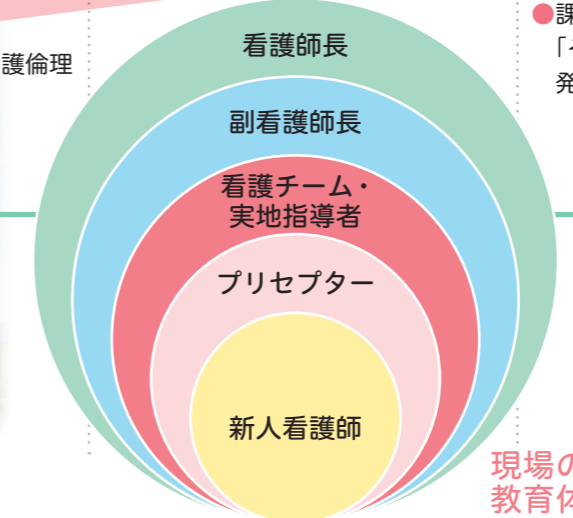 護倫理
看護師長
副看護師長
看護チーム・
実地指導者
プリセプター
新人看護師
●課
「
発
現場の
教育体